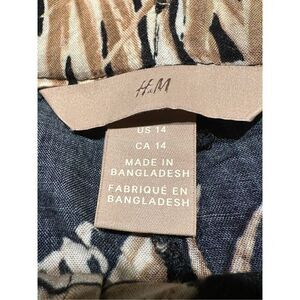 H&M
US 14
CA 14
MADE IN
BANGLADESH
FABRIQUÉ EN
BANGLADESH